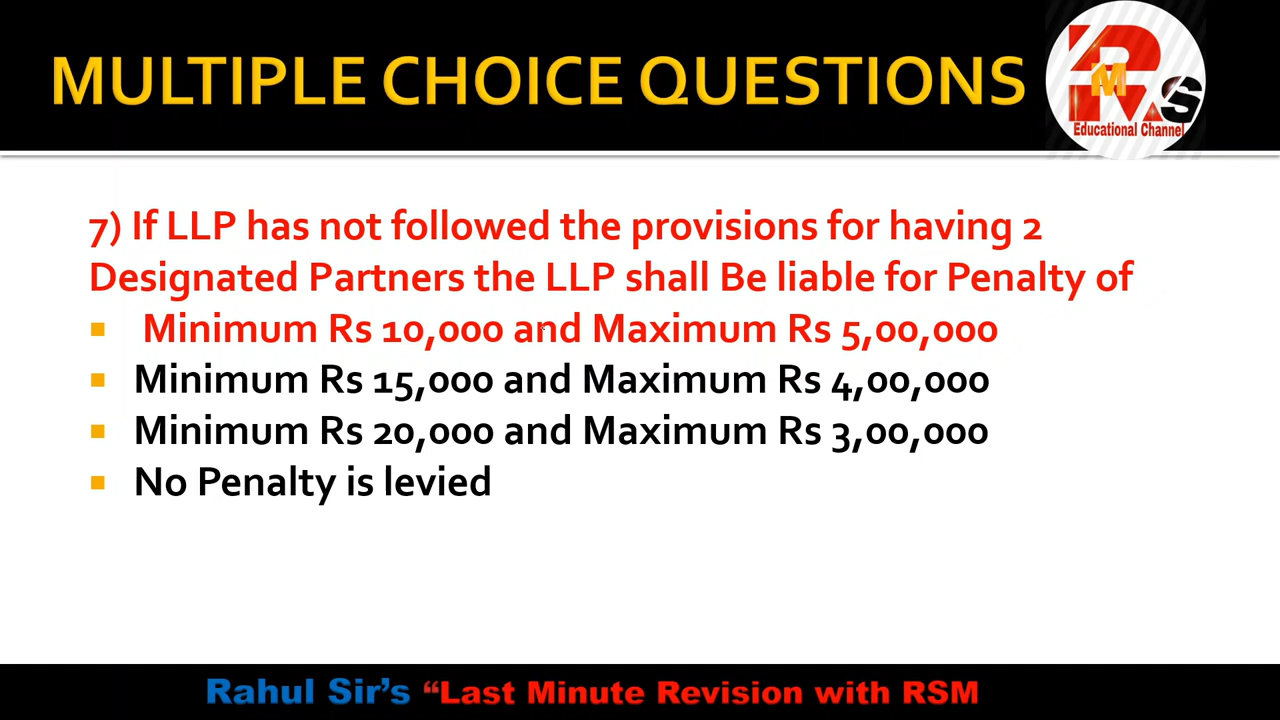 MULTIPLE CHOICE QUESTIONS
RMS
Educational Channel
7) If LLP has not followed the provisions for having 2
Designated Partners the LLP shall Be liable for Penalty of
Minimum Rs 10,000 and Maximum Rs 5,00,000
Minimum Rs 15,000 and Maximum Rs 4,00,000
Minimum Rs 20,000 and Maximum Rs 3,00,000
No Penalty is levied
Rahul Sir's “Last Minute Revision with RSM